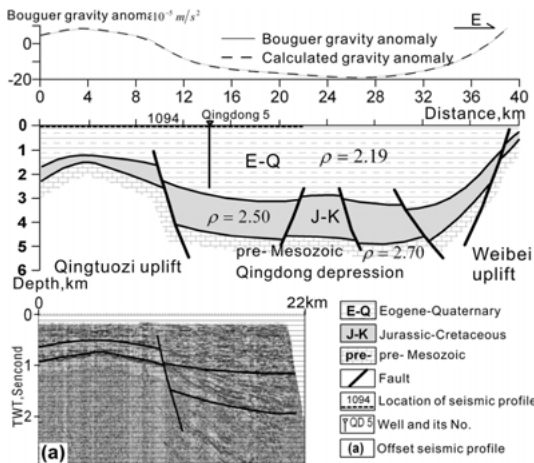 Bouguer gravity anomaly 10⁻⁵ m/s²
E
0
-20
Bouguer gravity anomaly
Calculated gravity anomaly
0 4 8 12 16 20 24 28 32 36 40
Distance,km
1094 Qingdong 5
0
1
2
3
4
5
6
E-Q ρ = 2.19
ρ = 2.50 J-K
pre- Mesozoic ρ = 2.70
Qingtuozi uplift Qingdong depression Weibei
uplift
Depth,km
0 22km
0
1
2
TWT,Sencond
(a)
E-Q Eogene-Quaternary
J-K Jurassic-Cretaceous
pre- pre- Mesozoic
Fault
1094 Location of seismic profile
QD 5 Well and its No.
(a) Offset seismic profile